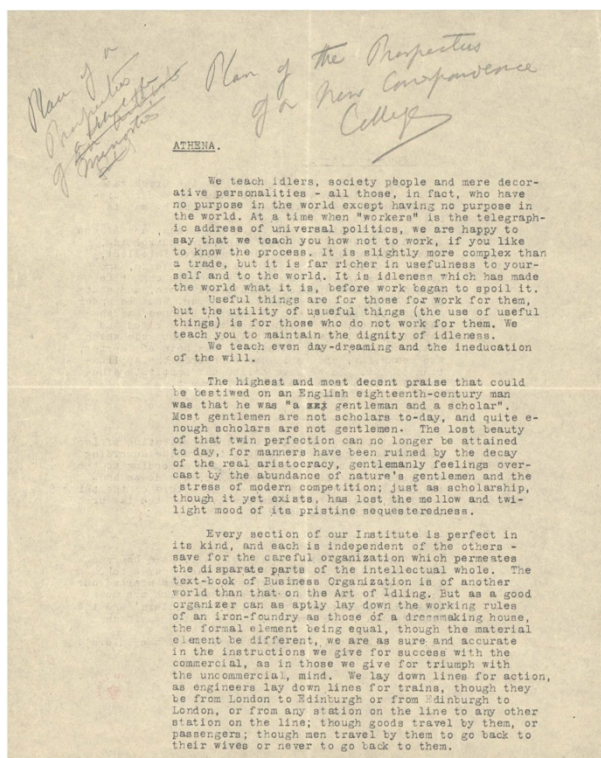 Plan of a
Prospectus
of
Plan of the Prospectus
of a New Correspondence
College
ATHENA.
We teach idlers, society people and mere decor-
ative personalities - all those, in fact, who have
no purpose in the world except having no purpose in
the world. At a time when "workers" is the telegraph-
ic address of universal politics, we are happy to
say that we teach you how not to work, if you like
to know the process. It is slightly more complex than
a trade, but it is far richer in usefulness to your-
self and to the world. It is idleness which has made
the world what it is, before work began to spoil it.
Useful things are for those for work for them,
but the utility of usueful things (the use of useful
things) is for those who do not work for them. We
teach you to maintain the dignity of idleness.
We teach even day-dreaming and the ineducation
of the will.
The highest and most decent praise that could
be bestiwed on an English eighteenth-century man
was that he was "a xxx gentleman and a scholar".
Most gentlemen are not scholars to-day, and quite e-
nough scholars are not gentlemen. The lost beauty
of that twin perfection can no longer be attained
to day, for manners have been ruined by the decay
of the real aristocracy, gentlemanly feelings over-
cast by the abundance of nature's gentlemen and the
stress of modern competition; just as scholarship,
though it yet exists, has lost the mellow and twi-
light mood of its pristine sequesteredness.
Every section of our Institute is perfect in
its kind, and each is independent of the others -
save for the careful organization which permeates
the disparate parts of the intellectual whole. The
text-book of Business Organization is of another
world than that on the Art of Idling. But as a good
organizer can as aptly lay down the working rules
of an iron-foundry as those of a dressmaking house,
the formal element being equal, though the material
element be different, we are as sure and accurate
in the instructions we give for success with the
commercial, as in those we give for triumph with
the uncommercial, mind. We lay down lines for action,
as engineers lay down lines for trains, though they
be from London to Edinburgh or from Edinburgh to
London, or from any station on the line to any other
station on the line; though goods travel by them, or
passengers; though men travel by them to go back to
their wives or never to go back to them.